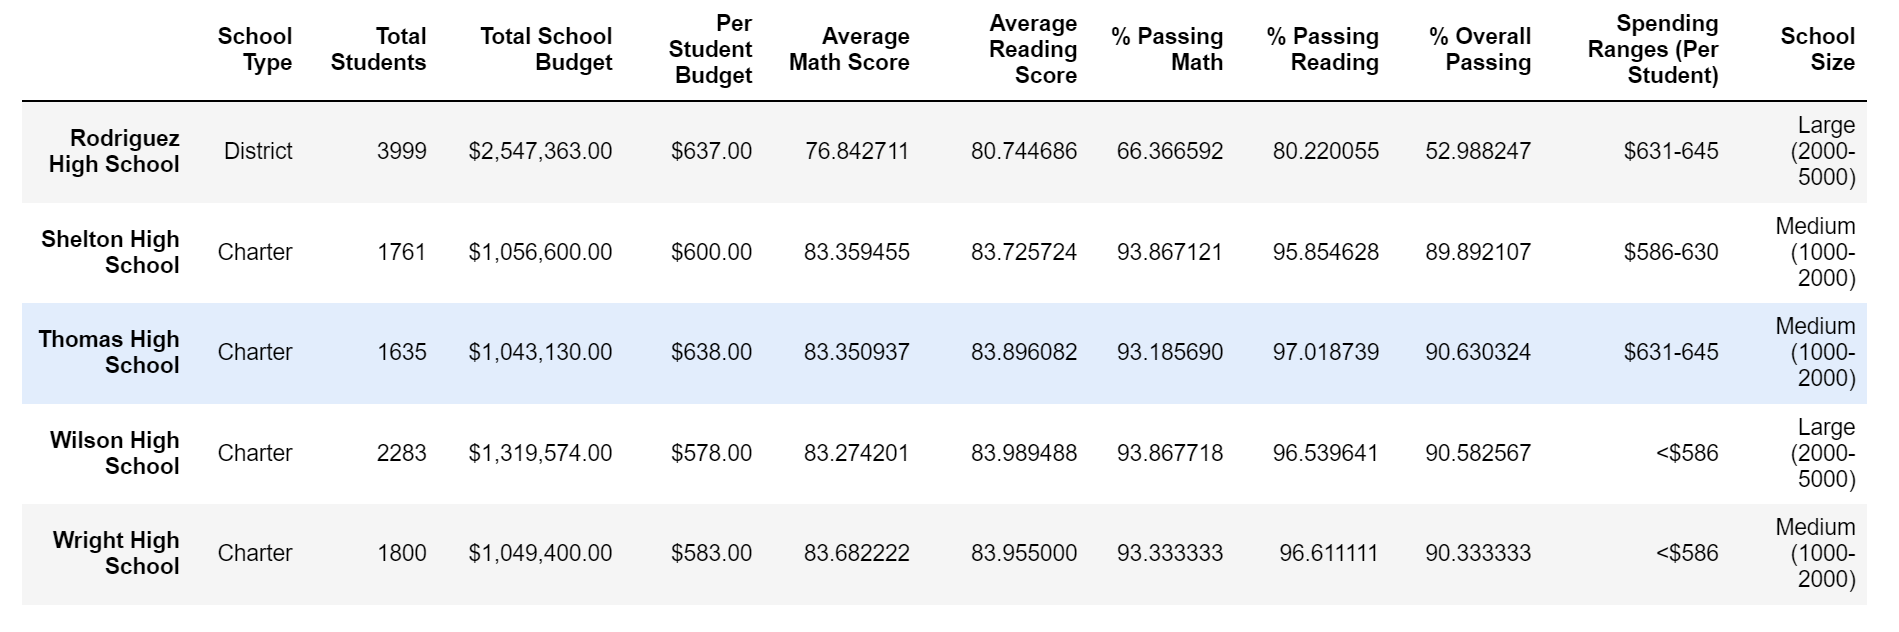 School Type Total Students Total School Budget Per Student Budget Average Math Score Average Reading Score % Passing Math % Passing Reading % Overall Passing Spending Ranges (Per Student) School Size
Rodriguez High School District 3999 $2,547,363.00 $637.00 76.842711 80.744686 66.366592 80.220055 52.988247 $631-645 Large (2000-5000)
Shelton High School Charter 1761 $1,056,600.00 $600.00 83.359455 83.725724 93.867121 95.854628 89.892107 $586-630 Medium (1000-2000)
Thomas High School Charter 1635 $1,043,130.00 $638.00 83.350937 83.896082 93.185690 97.018739 90.630324 $631-645 Medium (1000-2000)
Wilson High School Charter 2283 $1,319,574.00 $578.00 83.274201 83.989488 93.867718 96.539641 90.582567 <$586 Large (2000-5000)
Wright High School Charter 1800 $1,049,400.00 $583.00 83.682222 83.955000 93.333333 96.611111 90.333333 <$586 Medium (1000-2000)